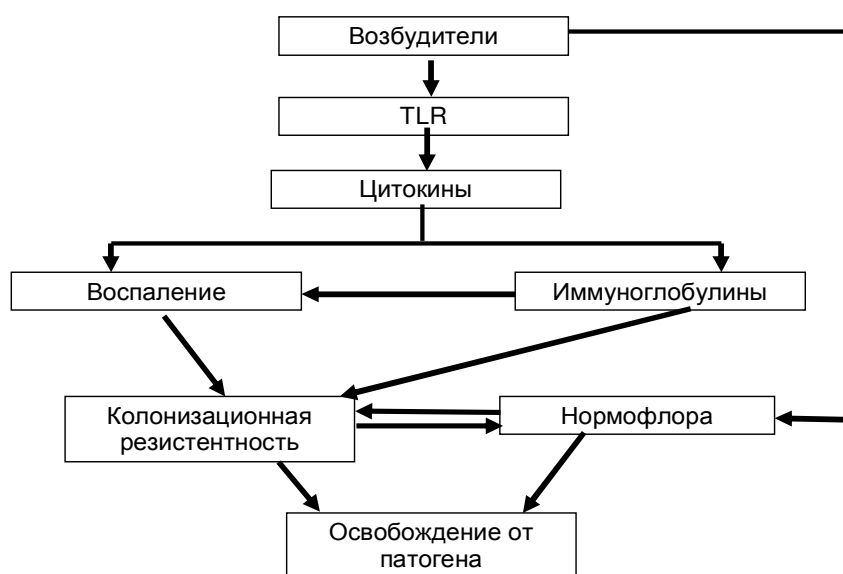 Возбудители
TLR
Цитокины
Воспаление
Иммуноглобулины
Колонизационная
резистентность
Нормофлора
Освобождение от
патогена